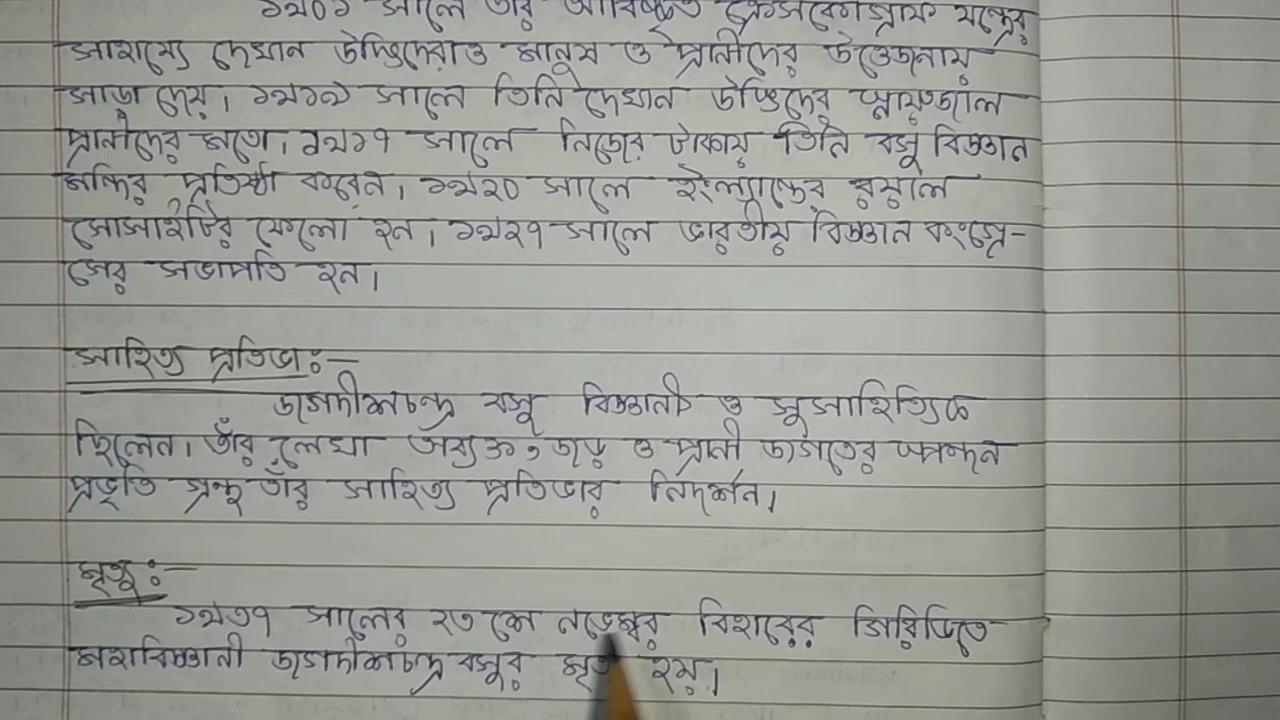 ১৯০১ সালে তাঁর আবিষ্কৃত ক্রেসকোগ্রাফ যন্ত্রের
সাহায্যে দেখান উদ্ভিদেরাও মানুষ ও প্রানীদের উত্তেজনায়
সাড়া দেয়। ১৯১৯ সালে তিনি দেখান উদ্ভিদের স্নায়ুজাল
প্রানীদের মতো। ১৯১৭ সালে নিজের টাকায় তিনি বসু বিজ্ঞান
মন্দির প্রতিষ্ঠা করেন। ১৯২০ সালে ইংল্যান্ডের রয়্যাল
সোসাইটির ফেলো হন। ১৯২৭ সালে ভারতীয় বিজ্ঞান কংগ্রে-
সের সভাপতি হন।
সাহিত্য প্রতিভা:—
জগদীশচন্দ্র বসু বিজ্ঞানী ও সুসাহিত্যিক
ছিলেন। তাঁর লেখা অব্যক্ত, জড় ও প্রানী জগতের স্পন্দন
প্রভৃতি গ্রন্থ তাঁর সাহিত্য প্রতিভার নিদর্শন।
মৃত্যু:—
১৯৩৭ সালের ২৩ শে নভেম্বর বিহারের গিরিডিতে
মহাবিজ্ঞানী জগদীশচন্দ্র বসুর মৃত্যু হয়।